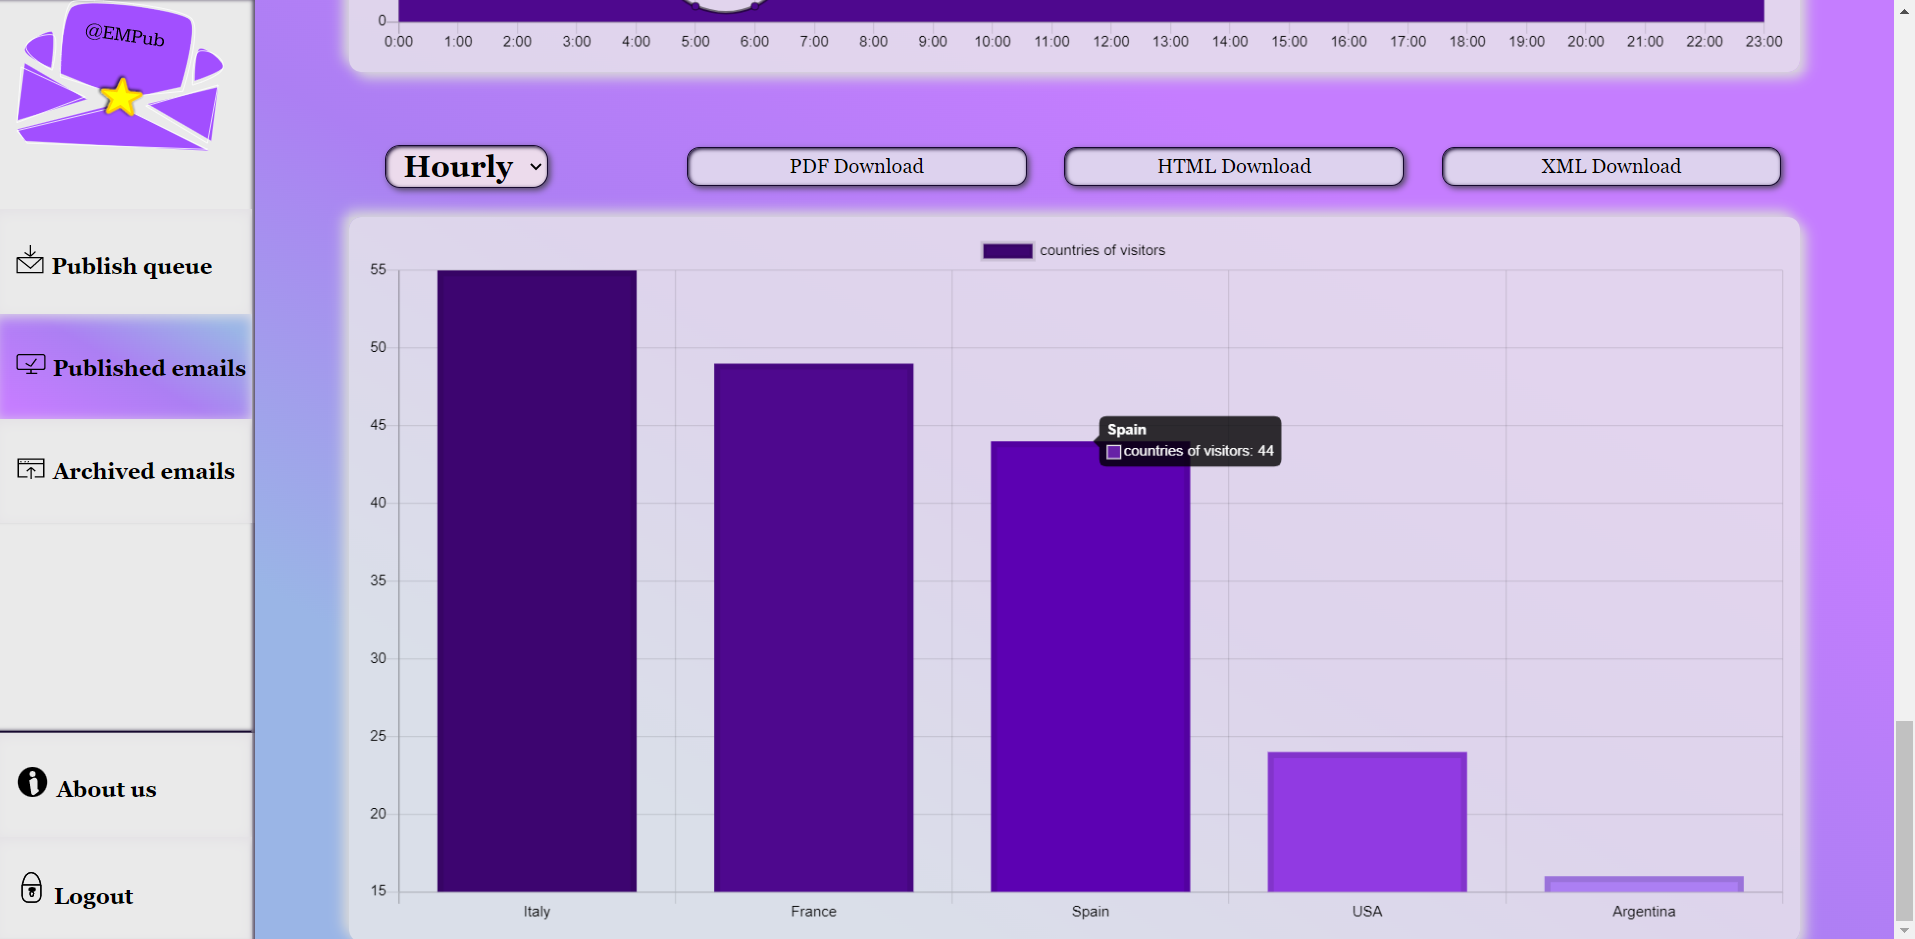 @EMPub
Publish queue
Published emails
Archived emails
About us
Logout
0
0:00 1:00 2:00 3:00 4:00 5:00 6:00 7:00 8:00 9:00 10:00 11:00 12:00 13:00 14:00 15:00 16:00 17:00 18:00 19:00 20:00 21:00 22:00 23:00
Hourly PDF Download HTML Download XML Download
countries of visitors
55
50
45
40
35
30
25
20
15
Spain
countries of visitors: 44
Italy France Spain USA Argentina